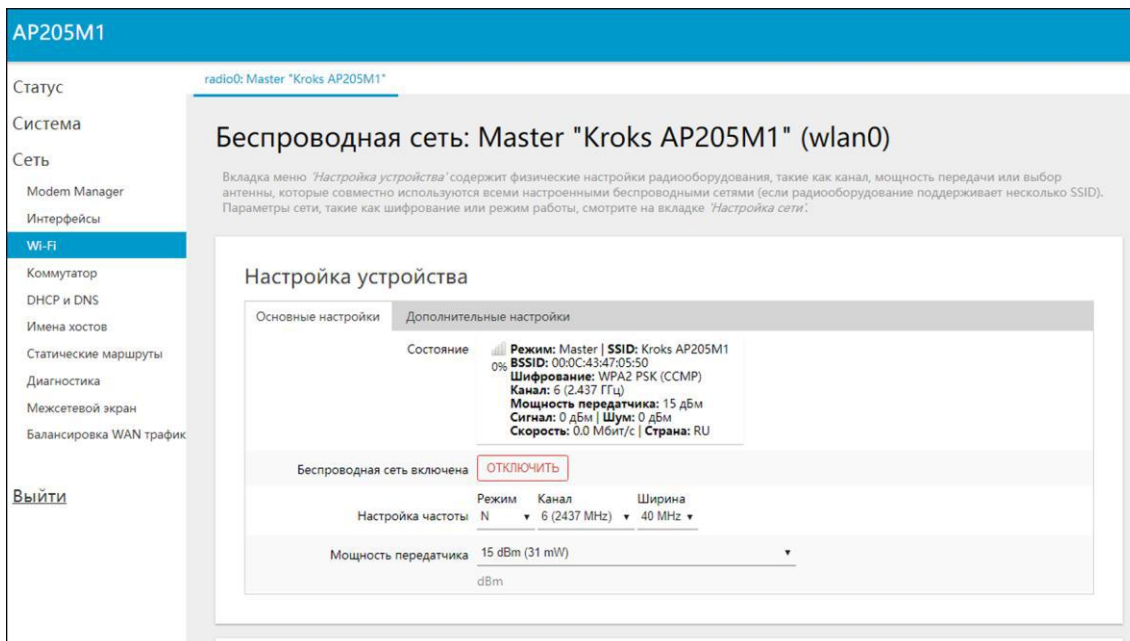 AP205M1
Статус
Система
Сеть
Modem Manager
Интерфейсы
Wi-Fi
Коммутатор
DHCP и DNS
Имена хостов
Статические маршруты
Диагностика
Межсетевой экран
Балансировка WAN трафик
Выйти
radio0: Master "Kroks AP205M1"
Беспроводная сеть: Master "Kroks AP205M1" (wlan0)
Вкладка меню 'Настройка устройства' содержит физические настройки радиооборудования, такие как канал, мощность передачи или выбор
антенны, которые совместно используются всеми настроенными беспроводными сетями (если радиооборудование поддерживает несколько SSID).
Параметры сети, такие как шифрование или режим работы, смотрите на вкладке 'Настройка сети'.
Настройка устройства
Основные настройки Дополнительные настройки
Состояние
0%
Режим: Master | SSID: Kroks AP205M1
BSSID: 00:0C:43:47:05:50
Шифрование: WPA2 PSK (CCMP)
Канал: 6 (2.437 ГГц)
Мощность передатчика: 15 дБм
Сигнал: 0 дБм | Шум: 0 дБм
Скорость: 0.0 Мбит/с | Страна: RU
Беспроводная сеть включена ОТКЛЮЧИТЬ
Режим Канал Ширина
Настройка частоты N 6 (2437 MHz) 40 MHz
Мощность передатчика 15 dBm (31 mW)
dBm